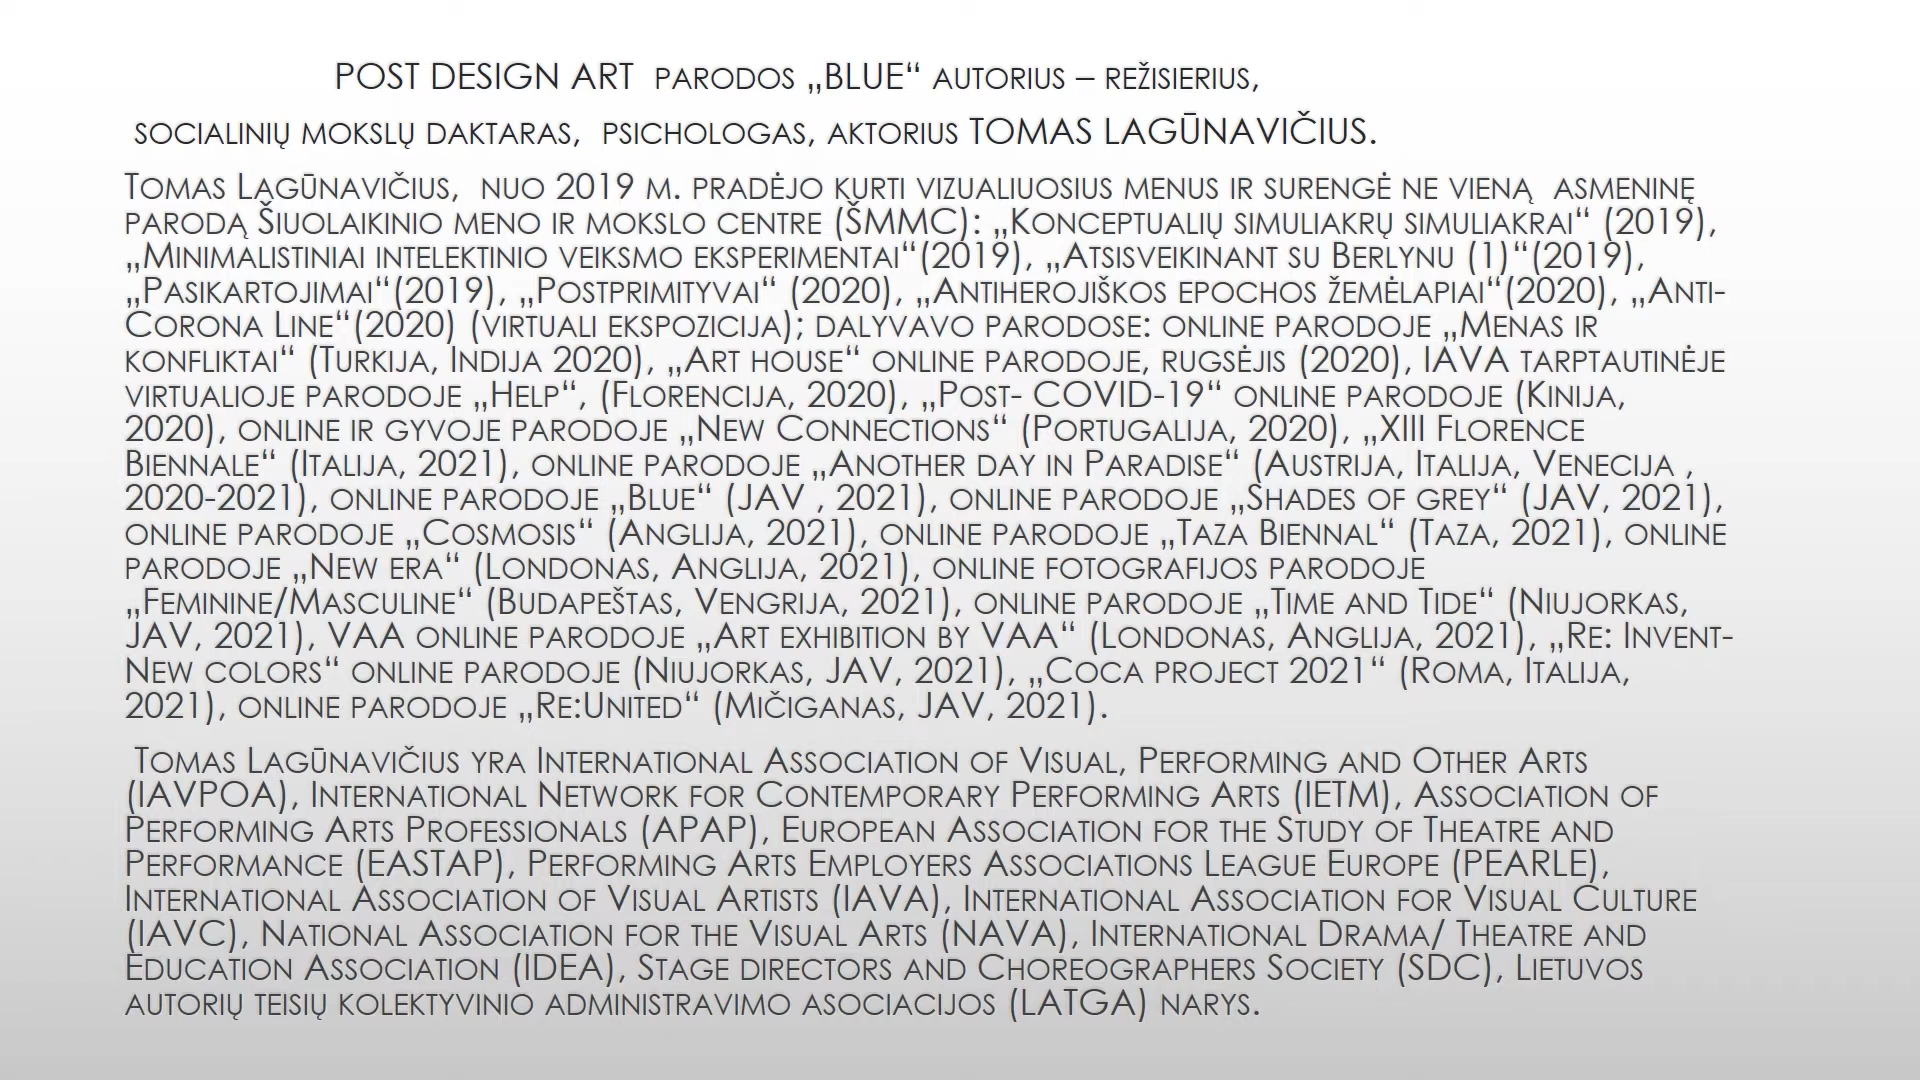 POST DESIGN ART PARODOS „BLUE“ AUTORIUS – REŽISIERIUS,
SOCIALINIŲ MOKSLŲ DAKTARAS, PSICHOLOGAS, AKTORIUS TOMAS LAGŪNAVIČIUS.
Tomas Lagūnavičius, nuo 2019 m. pradėjo kurti vizualiuosius menus ir surengė ne vieną asmeninę
parodą Šiuolaikinio meno ir mokslo centre (ŠMMC): „Konceptualių simuliakrų simuliakrai“ (2019),
„Minimalistiniai intelektinio veiksmo eksperimentai“(2019), „Atsisveikinant su Berlynu (1)“(2019),
„Pasikartojimai“(2019), „Postprimityvai“ (2020), „Antiherojiškos epochos žemėlapiai“(2020), „Anti-
Corona Line“(2020) (virtuali ekspozicija); dalyvavo parodose: online parodoje „Menas ir
konfliktai“ (Turkija, Indija 2020), „Art house“ online parodoje, rugsėjis (2020), IAVA tarptautinėje
virtualioje parodoje „Help“, (Florencija, 2020), „Post- COVID-19“ online parodoje (Kinija,
2020), online ir gyvoje parodoje „New Connections“ (Portugalija, 2020), „XIII Florence
Biennale“ (Italija, 2021), online parodoje „Another day in Paradise“ (Austrija, Italija, Venecija ,
2020-2021), online parodoje „Blue“ (JAV , 2021), online parodoje „Shades of grey“ (JAV, 2021),
online parodoje „Cosmosis“ (Anglija, 2021), online parodoje „Taza Biennal“ (Taza, 2021), online
parodoje „New era“ (Londonas, Anglija, 2021), online fotografijos parodoje
„Feminine/Masculine“ (Budapeštas, Vengrija, 2021), online parodoje „Time and Tide“ (Niujorkas,
JAV, 2021), VAA online parodoje „Art exhibition by VAA“ (Londonas, Anglija, 2021), „Re: Invent-
New colors“ online parodoje (Niujorkas, JAV, 2021), „Coca project 2021“ (Roma, Italija,
2021), online parodoje „Re:United“ (Mičiganas, JAV, 2021).
Tomas Lagūnavičius yra International Association of Visual, Performing and Other Arts
(IAVPOA), International Network for Contemporary Performing Arts (IETM), Association of
Performing Arts Professionals (APAP), European Association for the Study of Theatre and
Performance (EASTAP), Performing Arts Employers Associations League Europe (PEARLE),
International Association of Visual Artists (IAVA), International Association for Visual Culture
(IAVC), National Association for the Visual Arts (NAVA), International Drama/ Theatre and
Education Association (IDEA), Stage directors and Choreographers Society (SDC), Lietuvos
autorių teisių kolektyvinio administravimo asociacijos (LATGA) narys.